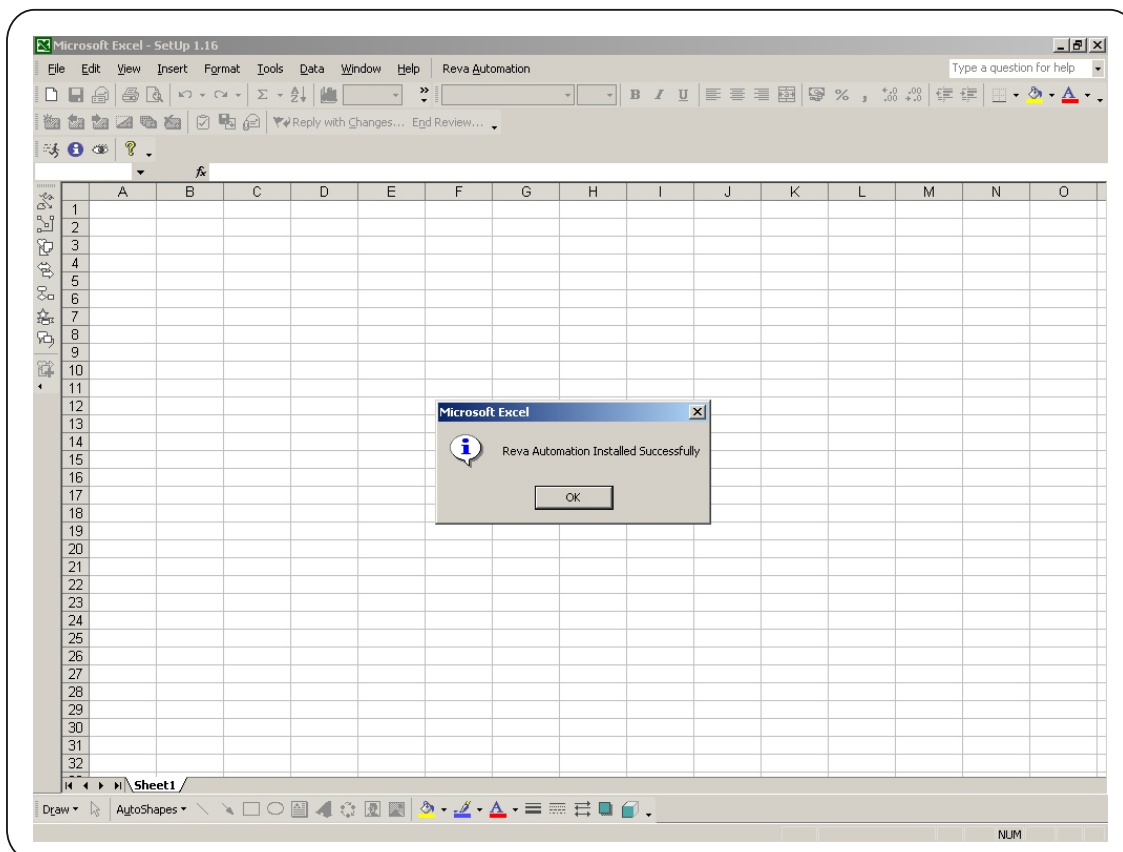 Microsoft Excel - SetUp 1.16
File Edit View Insert Format Tools Data Window Help Reva Automation Type a question for help
Σ A Z B I U $ % , .00 .0
Reply with Changes... End Review...
fx
A B C D E F G H I J K L M N O
1
2
3
4
5
6
7
8
9
10
11
12
13
14
15
16
17
18
19
20
21
22
23
24
25
26
27
28
29
30
31
32
Microsoft Excel
Reva Automation Installed Successfully
OK
Sheet1
Draw AutoShapes A
NUM